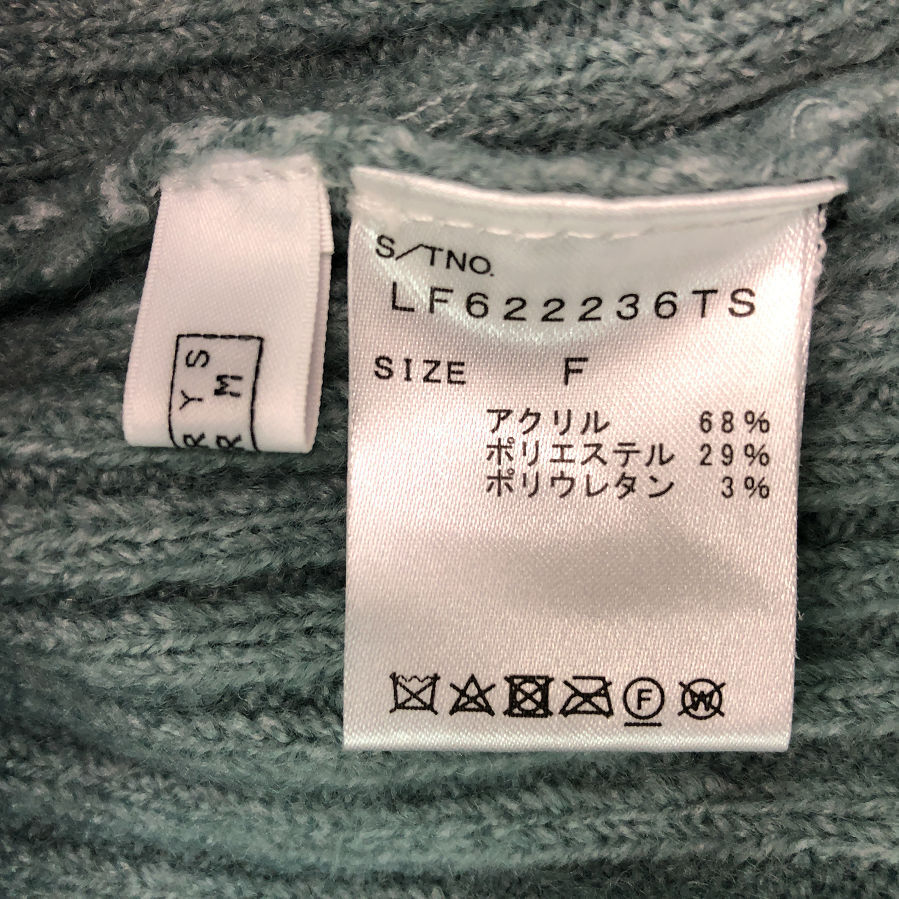 S/TNO.
LF622236TS
SIZE F
アクリル 68%
ポリエステル 29%
ポリウレタン 3%
F W